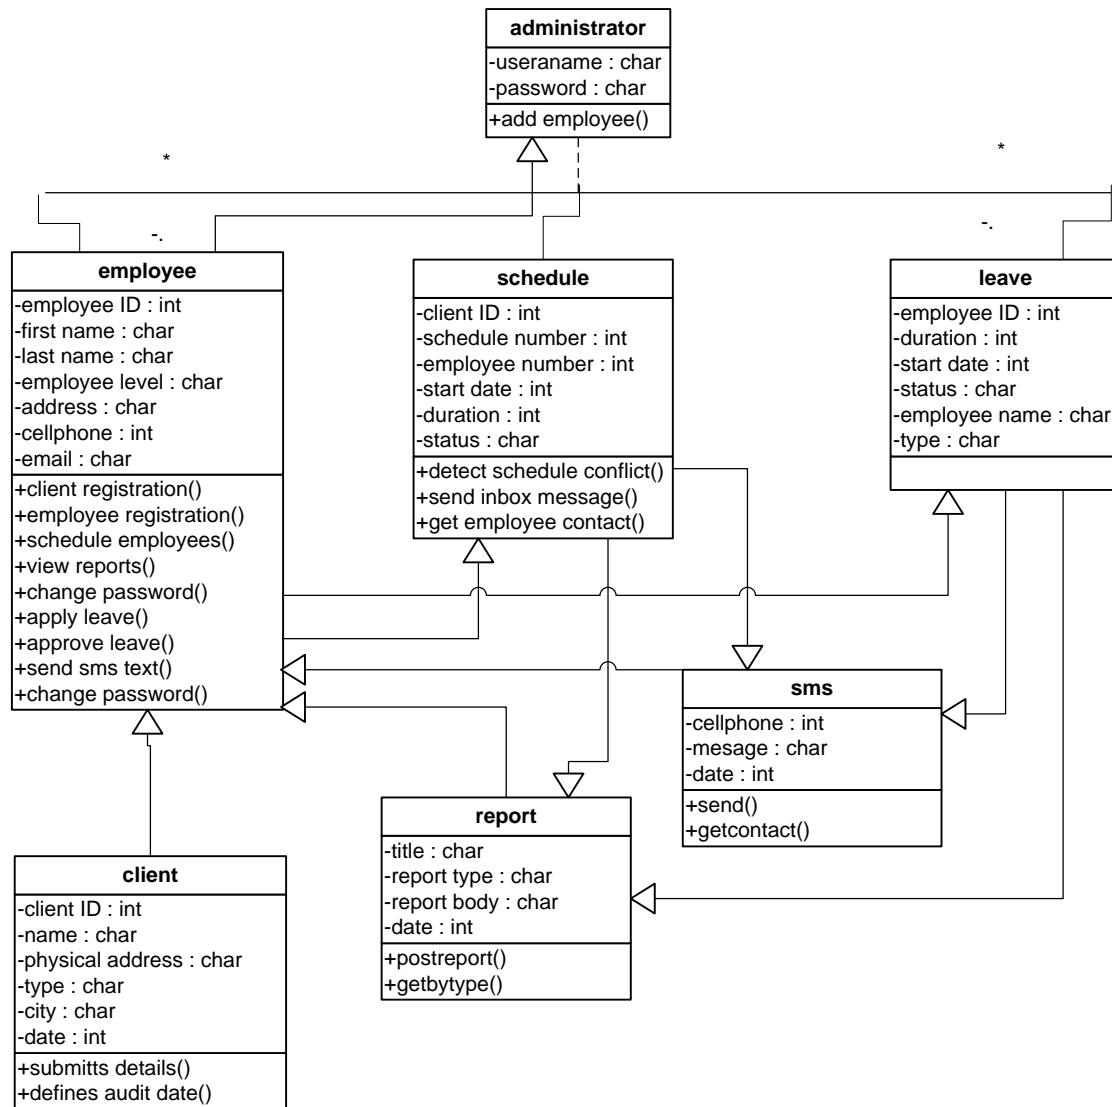 administrator
-useraname : char
-password : char
+add employee()
*
*
-.
-.
employee
-employee ID : int
-first name : char
-last name : char
-employee level : char
-address : char
-cellphone : int
-email : char
+client registration()
+employee registration()
+schedule employees()
+view reports()
+change password()
+apply leave()
+approve leave()
+send sms text()
+change password()
schedule
-client ID : int
-schedule number : int
-employee number : int
-start date : int
-duration : int
-status : char
+detect schedule conflict()
+send inbox message()
+get employee contact()
leave
-employee ID : int
-duration : int
-start date : int
-status : char
-employee name : char
-type : char
sms
-cellphone : int
-mesage : char
-date : int
+send()
+getcontact()
report
-title : char
-report type : char
-report body : char
-date : int
+postreport()
+getbytype()
client
-client ID : int
-name : char
-physical address : char
-type : char
-city : char
-date : int
+submitts details()
+defines audit date()